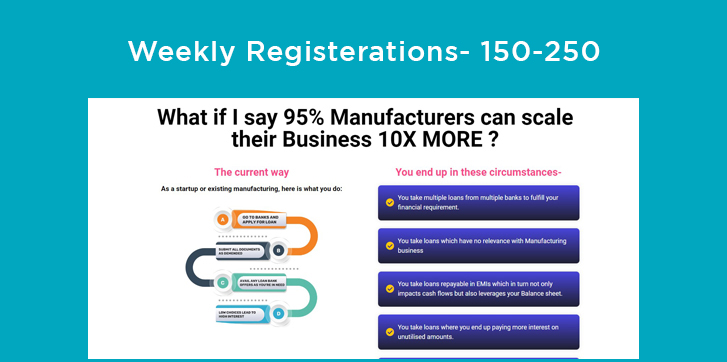 Weekly Registerations- 150-250
What if I say 95% Manufacturers can scale
their Business 10X MORE ?
The current way
As a startup or existing manufacturing, here is what you do:
A
GO TO BANKS AND
APPLY FOR LOAN
SUBMIT ALL DOCUMENTS
AS DEMANDED
B
C
AVAIL ANY LOAN BANK
OFFERS AS YOU'RE IN NEED
LOW CHOICES LEAD TO
HIGH INTEREST
D
You end up in these circumstances-
You take multiple loans from multiple banks to fulfill your
financial requirement.
You take loans which have no relevance with Manufacturing
business
You take loans repayable in EMIs which in turn not only
impacts cash flows but also leverages your Balance sheet.
You take loans where you end up paying more interest on
unutilised amounts.